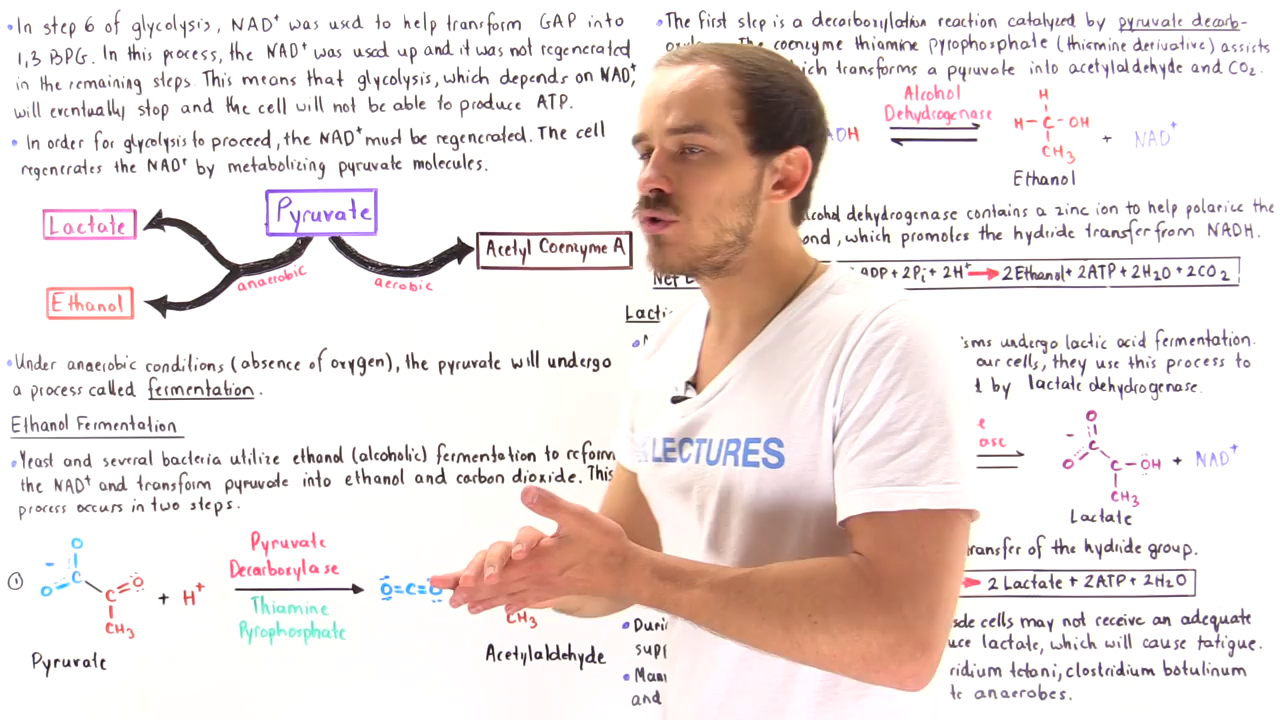 • In step 6 of glycolysis, NAD⁺ was used to help transform GAP into
1,3 BPG. In this process, the NAD⁺ was used up and it was not regenerated
in the remaining steps. This means that glycolysis, which depends on NAD⁺,
will eventually stop and the cell will not be able to produce ATP.
• In order for glycolysis to proceed, the NAD⁺ must be regenerated. The cell
regenerates the NAD⁺ by metabolizing pyruvate molecules.
Pyruvate
Lactate
Acetyl Coenzyme A
anaerobic
aerobic
Ethanol
• Under anaerobic conditions (absence of oxygen), the pyruvate will undergo
a process called fermentation.
Ethanol Fermentation
• Yeast and several bacteria utilize ethanol (alcoholic) fermentation to reform
the NAD⁺ and transform pyruvate into ethanol and carbon dioxide. This
process occurs in two steps.
①
O
- O C
C=O
CH₃
Pyruvate
+ H⁺
Pyruvate
Decarboxylase
Thiamine
Pyrophosphate
O=C=O
CH₃
Acetylaldehyde
• The first step is a decarboxylation reaction catalyzed by pyruvate decarb-
The coenzyme thiamine pyrophosphate (thiamine derivative) assists
which transforms a pyruvate into acetylaldehyde and CO₂.
Alcohol
Dehydrogenase
H
H-C-OH
CH₃
+ NAD⁺
Ethanol
alcohol dehydrogenase contains a zinc ion to help polarize the
, which promotes the hydride transfer from NADH.
ADP + 2Pi + 2H⁺ → 2 Ethanol + 2ATP + 2H₂O + 2CO₂
undergo lactic acid fermentation.
our cells, they use this process to
by lactate dehydrogenase.
O
- O C
C-OH
CH₃
+ NAD⁺
Lactate
transfer of the hydride group.
→ 2 Lactate + 2ATP + 2H₂O
cells may not receive an adequate
lactate, which will cause fatigue.
tetani, clostridium botulinum
and
anaerobes.
LECTURES